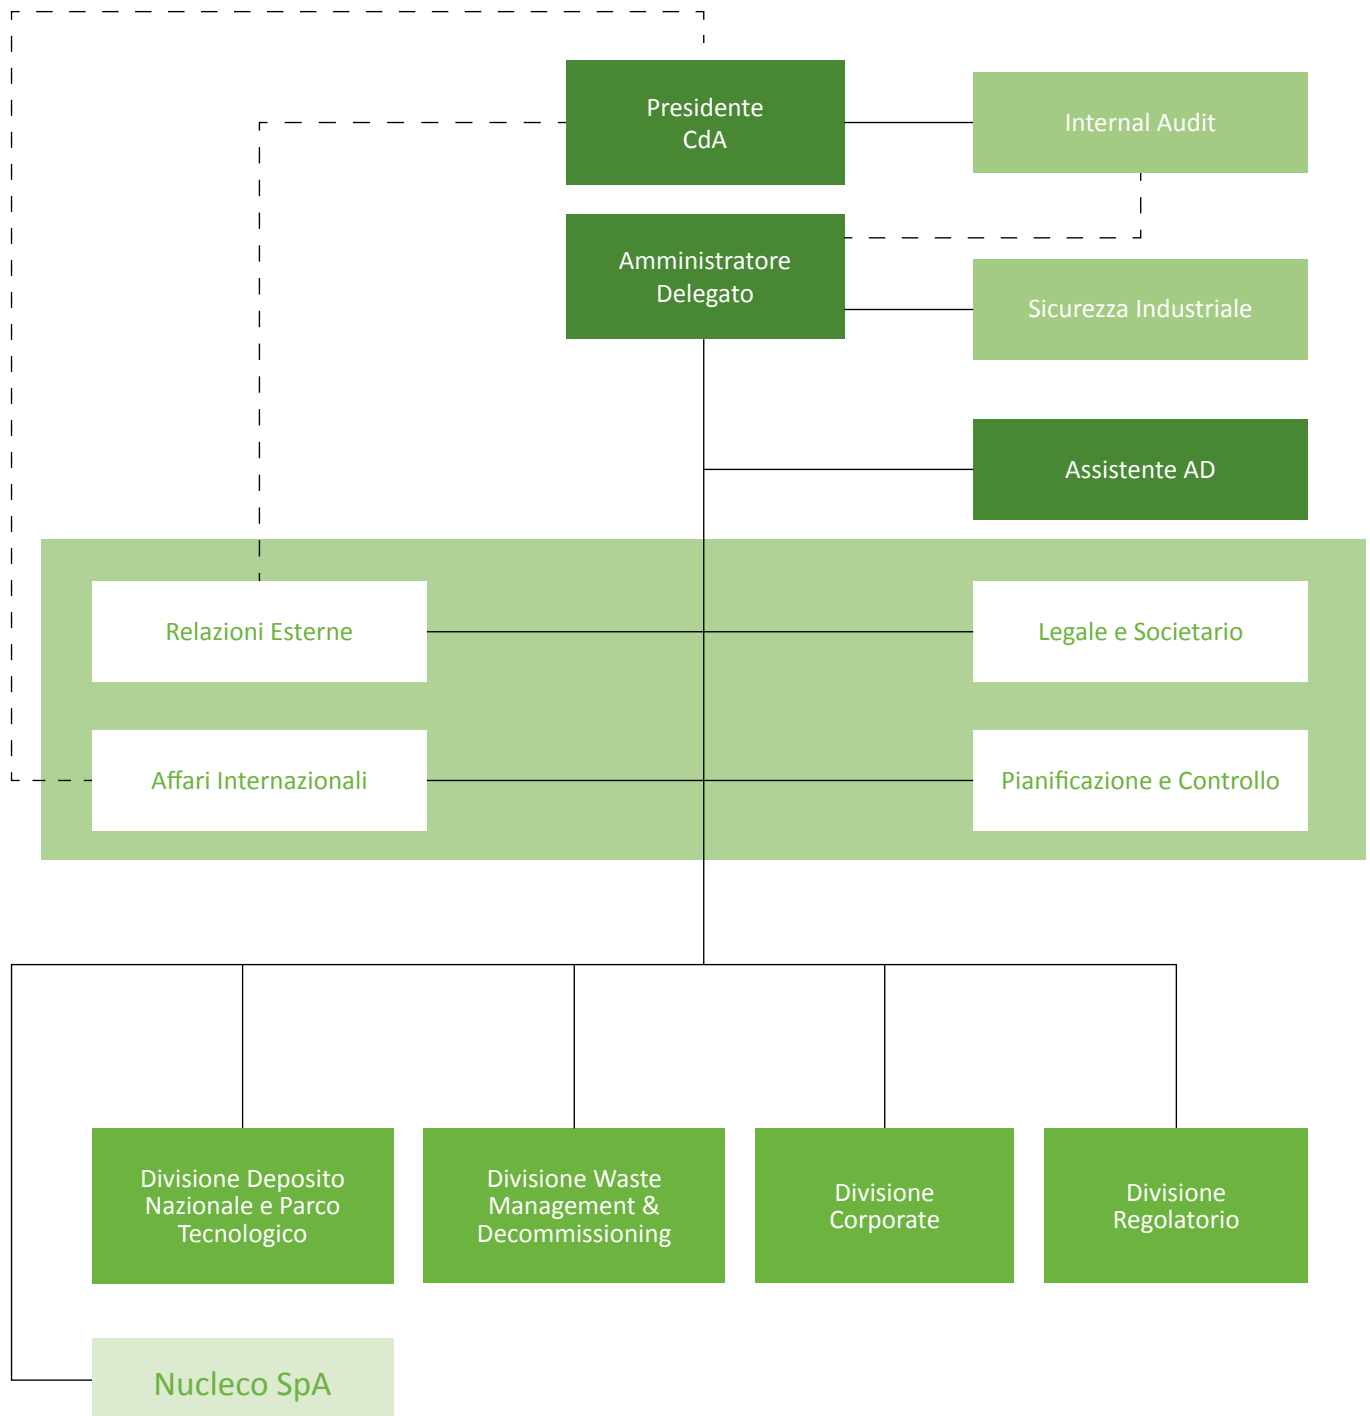 Presidente
CdA
Internal Audit
Amministratore
Delegato
Sicurezza Industriale
Assistente AD
Relazioni Esterne
Legale e Societario
Affari Internazionali
Pianificazione e Controllo
Divisione Deposito
Nazionale e Parco
Tecnologico
Divisione Waste
Management &
Decommissioning
Divisione
Corporate
Divisione
Regolatorio
Nucleco SpA